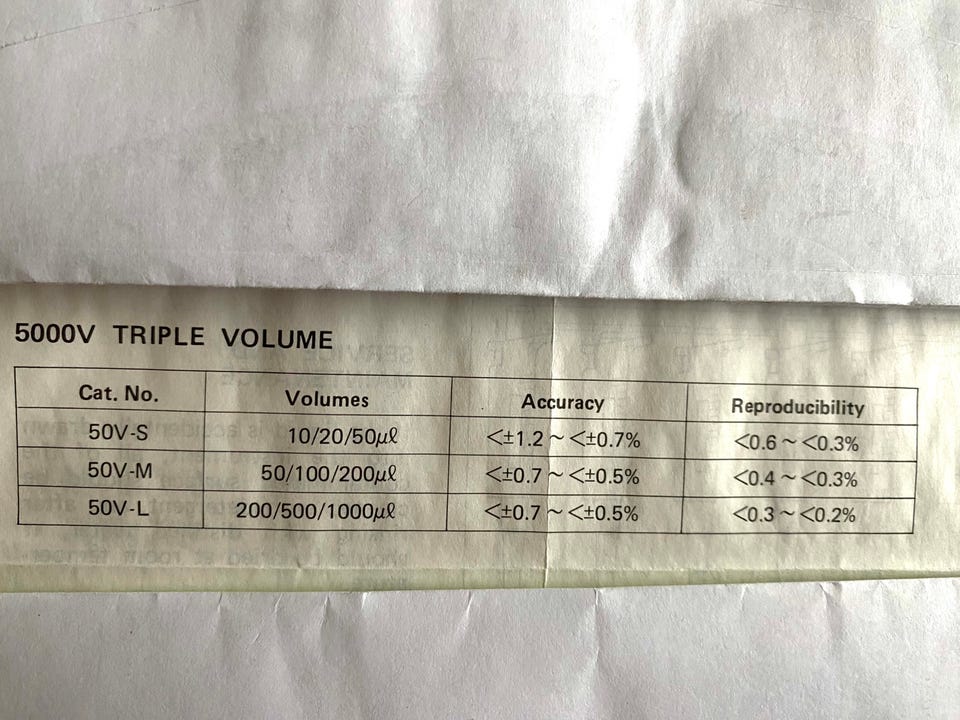 5000V TRIPLE VOLUME
Cat. No. Volumes Accuracy Reproducibility
50V-S 10/20/50µℓ <±1.2 ~ <±0.7% <0.6 ~ <0.3%
50V-M 50/100/200µℓ <±0.7 ~ <±0.5% <0.4 ~ <0.3%
50V-L 200/500/1000µℓ <±0.7 ~ <±0.5% <0.3 ~ <0.2%